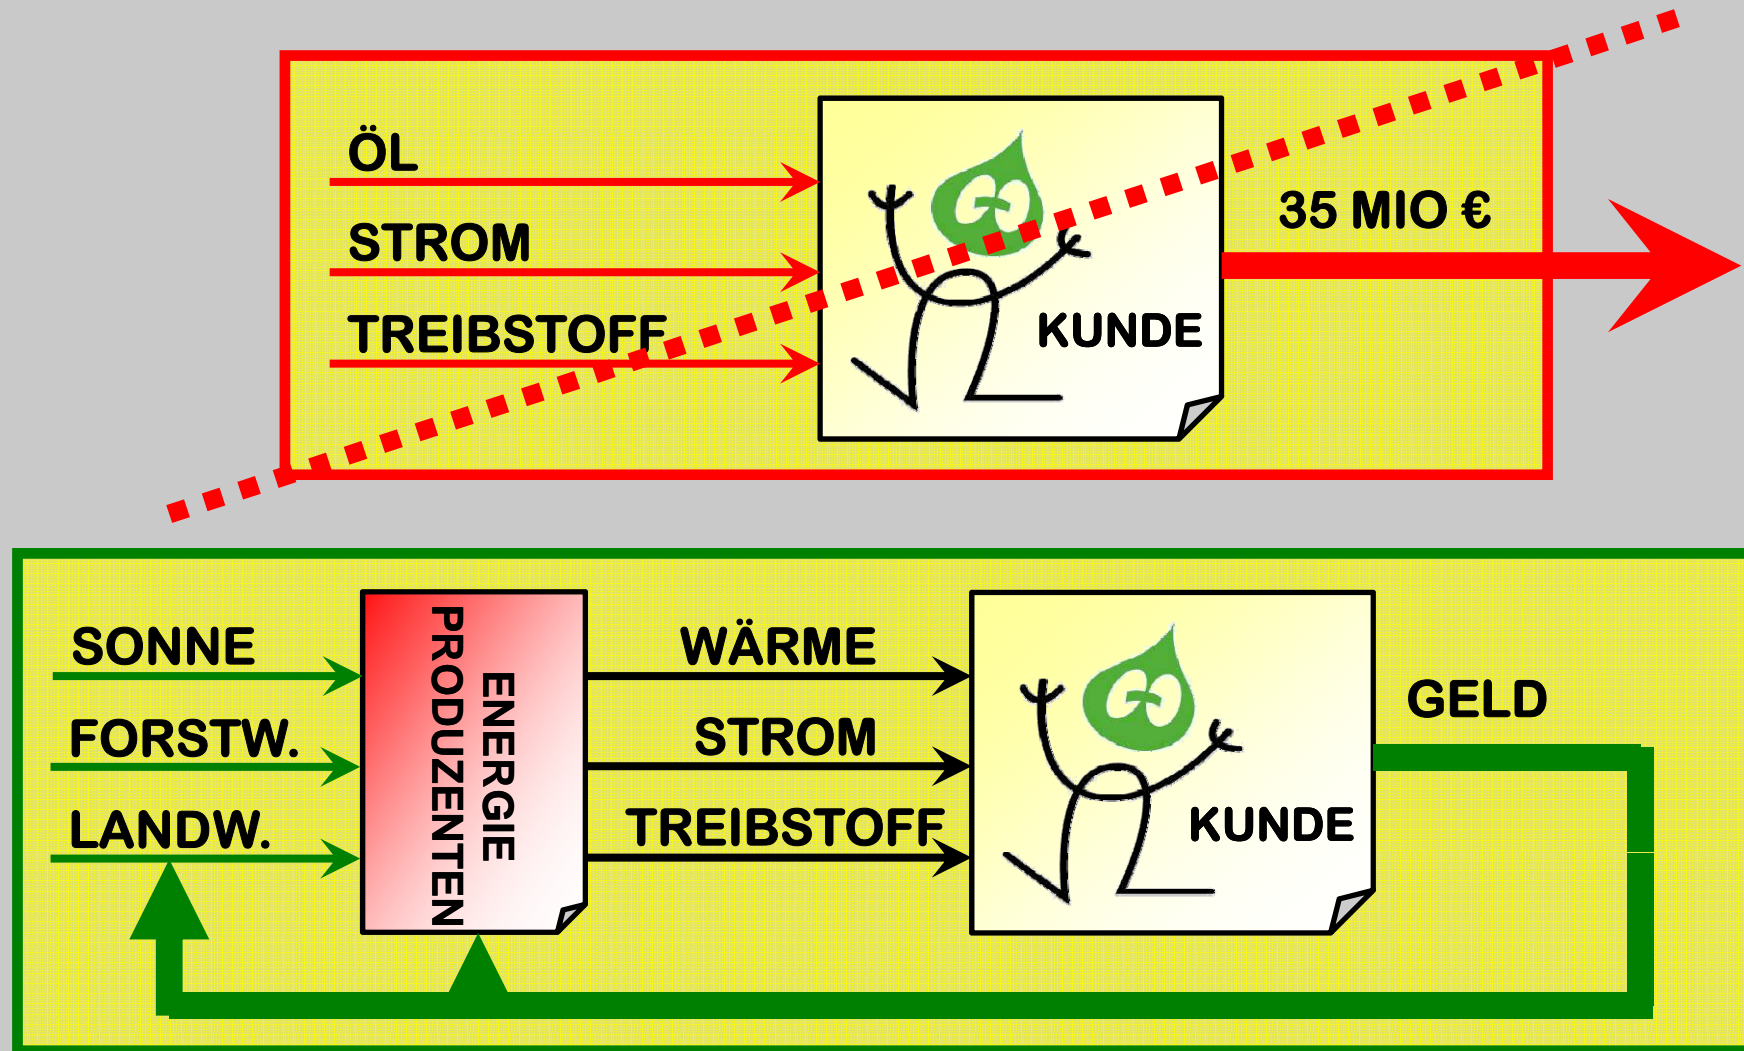 ÖL
STROM
TREIBSTOFF
KUNDE
35 MIO €
SONNE
FORSTW.
LANDW.
ENERGIE
PRODUZENTEN
WÄRME
STROM
TREIBSTOFF
KUNDE
GELD